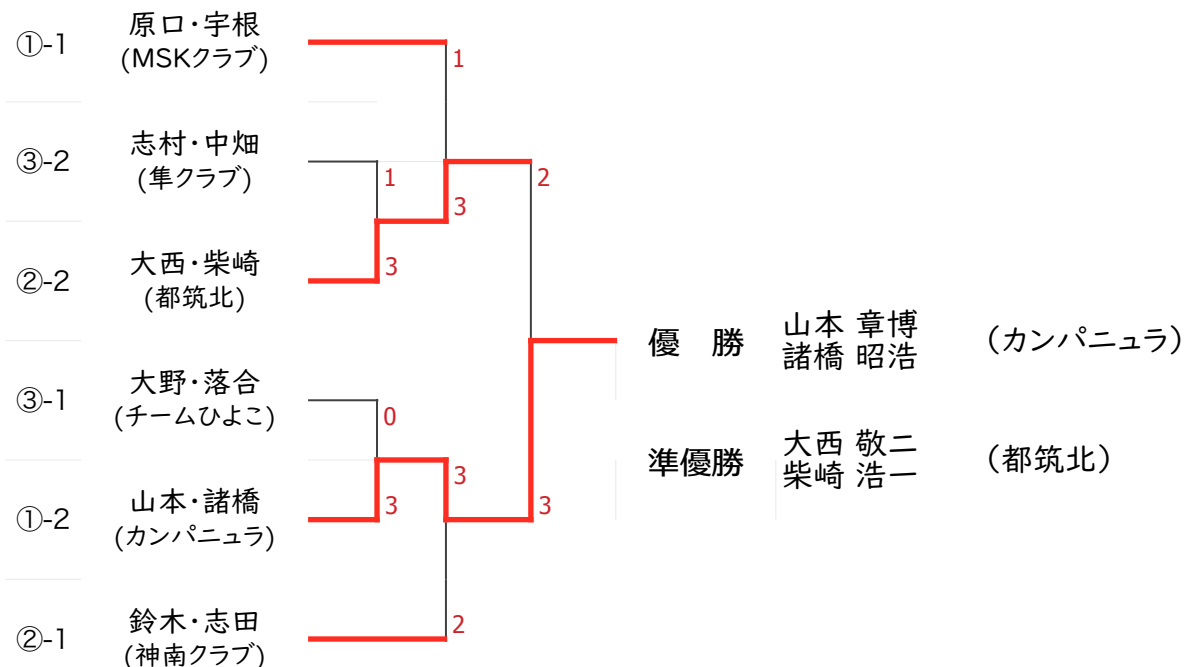 ①-1 原口・宇根
(MSKクラブ)
1
③-2 志村・中畑
(隼クラブ)
1
2
3
②-2 大西・柴崎
(都筑北)
3
優 勝 山本 章博
諸橋 昭浩
(カンパニュラ)
③-1 大野・落合
(チームひよこ)
0
準優勝 大西 敬二
柴崎 浩一
(都筑北)
3
①-2 山本・諸橋
(カンパニュラ)
3
3
②-1 鈴木・志田
(神南クラブ)
2